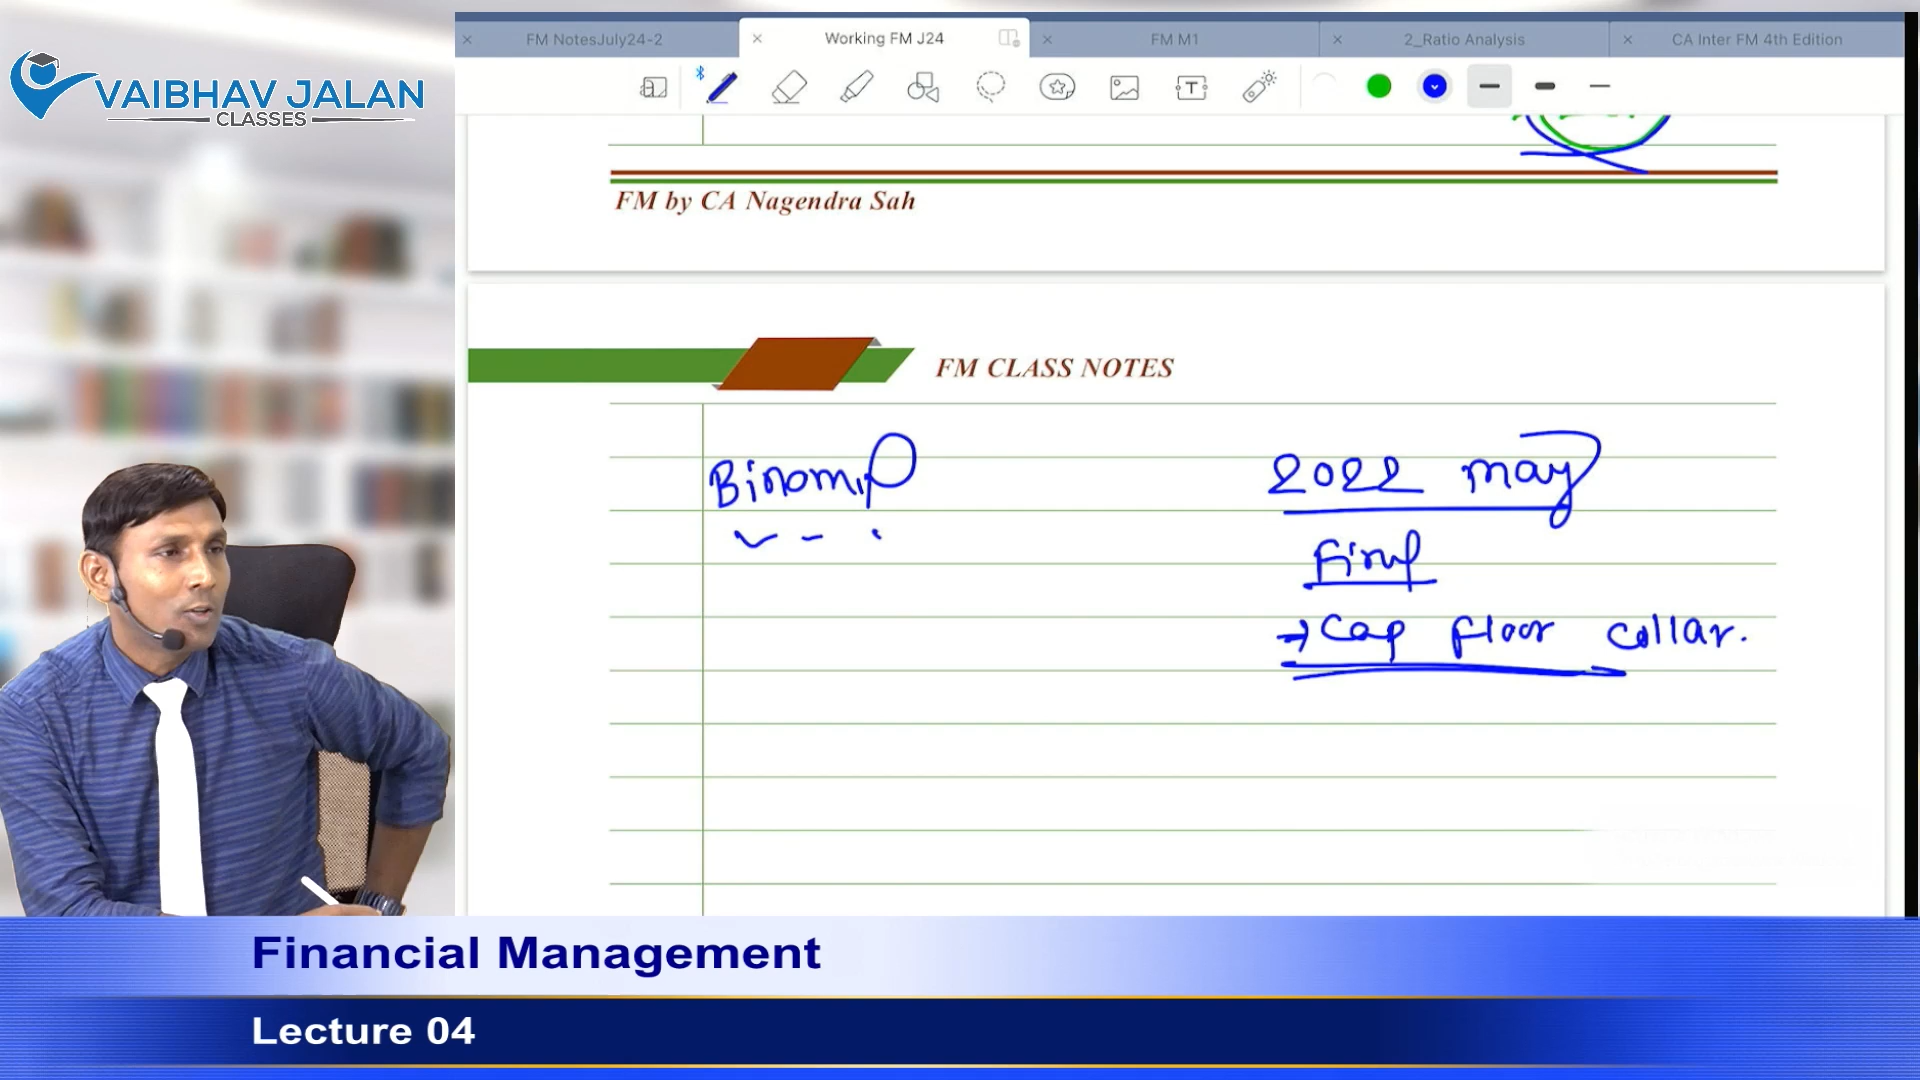 VAIBHAV JALAN
CLASSES
FM NotesJuly24-2
Working FM J24
FM M1
2_Ratio Analysis
CA Inter FM 4th Edition
FM by CA Nagendra Sah
FM CLASS NOTES
Binomial
2022 may
Final
→ Cap floor collar.
Financial Management
Lecture 04